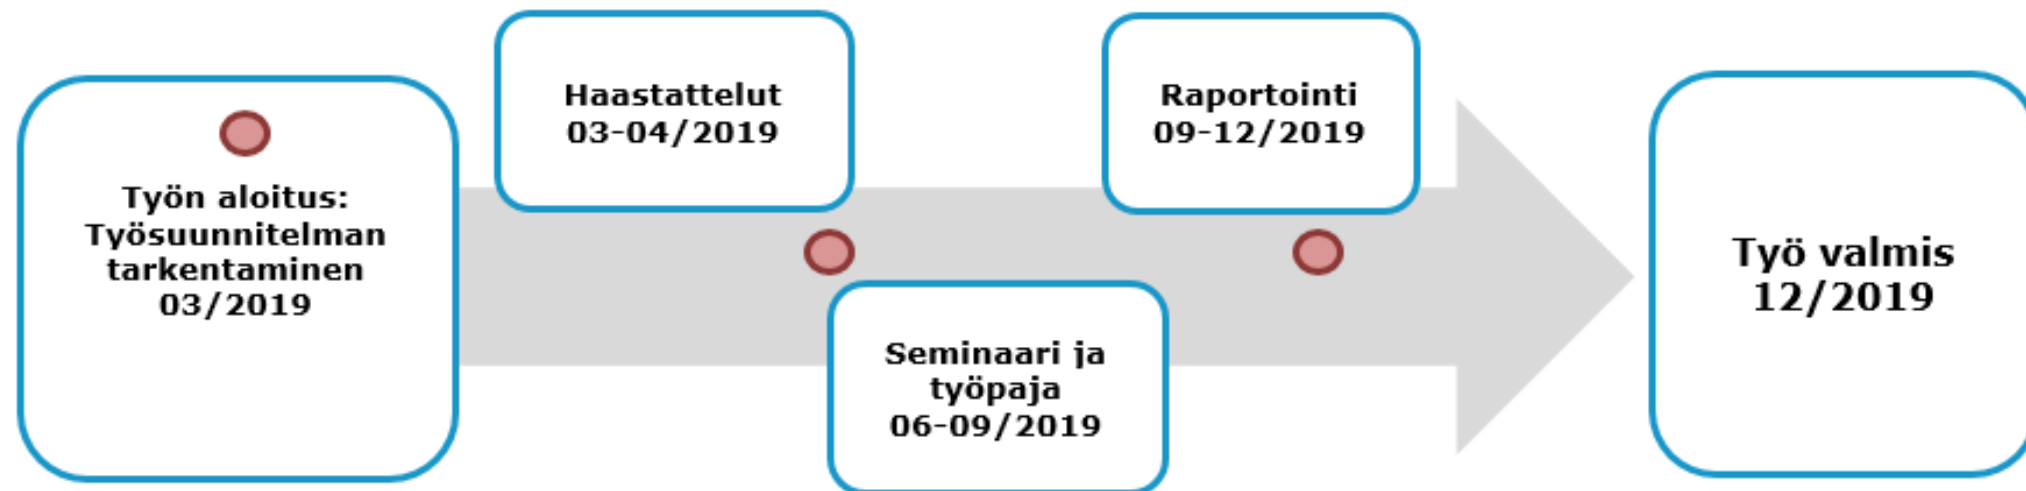 Työn aloitus:
Työsuunnitelman
tarkentaminen
03/2019
Haastattelut
03-04/2019
Seminaari ja
työpaja
06-09/2019
Raportointi
09-12/2019
Työ valmis
12/2019